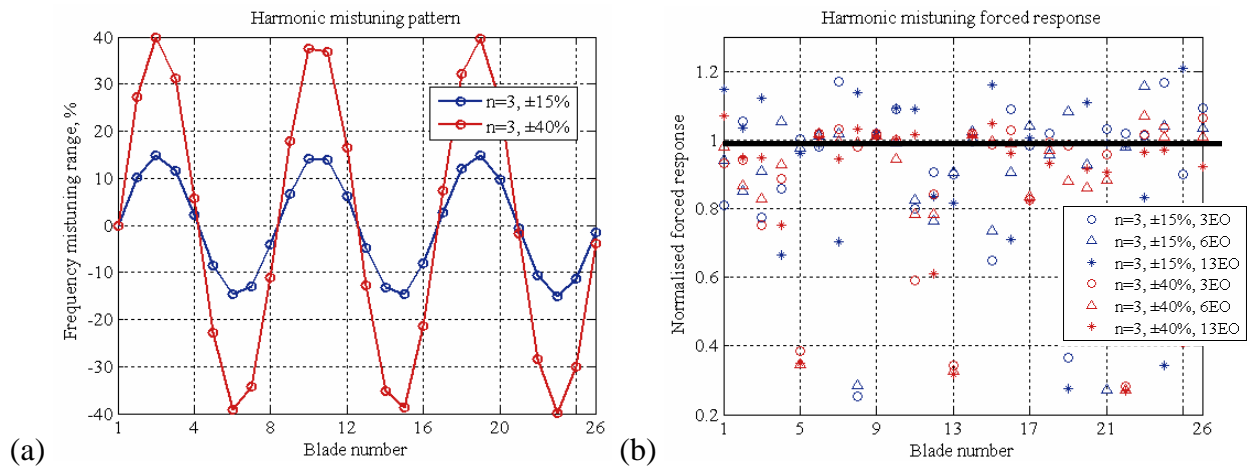 Harmonic mistuning pattern
40
30
20
10
0
-10
-20
-30
-40
Frequency mistuning range, %
n=3, ±15%
n=3, ±40%
1 4 8 12 16 20 26
Blade number
(a)
Harmonic mistuning forced response
1.2
1
0.8
0.6
0.4
0.2
Normalised forced response
n=3, ±15%, 3EO
n=3, ±15%, 6EO
n=3, ±15%, 13EO
n=3, ±40%, 3EO
n=3, ±40%, 6EO
n=3, ±40%, 13EO
1 5 9 13 17 21 26
Blade number
(b)